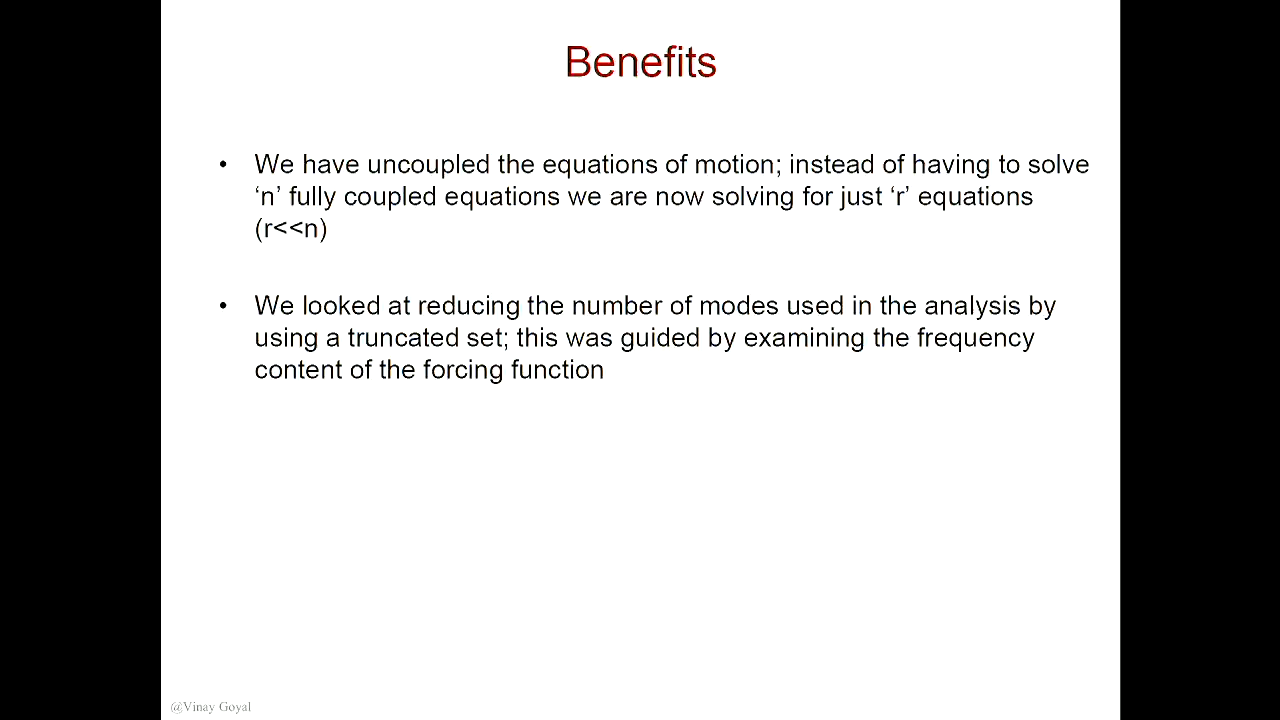 Benefits
• We have uncoupled the equations of motion; instead of having to solve
‘n’ fully coupled equations we are now solving for just ‘r’ equations
(r<<n)
• We looked at reducing the number of modes used in the analysis by
using a truncated set; this was guided by examining the frequency
content of the forcing function
@Vinay Goyal